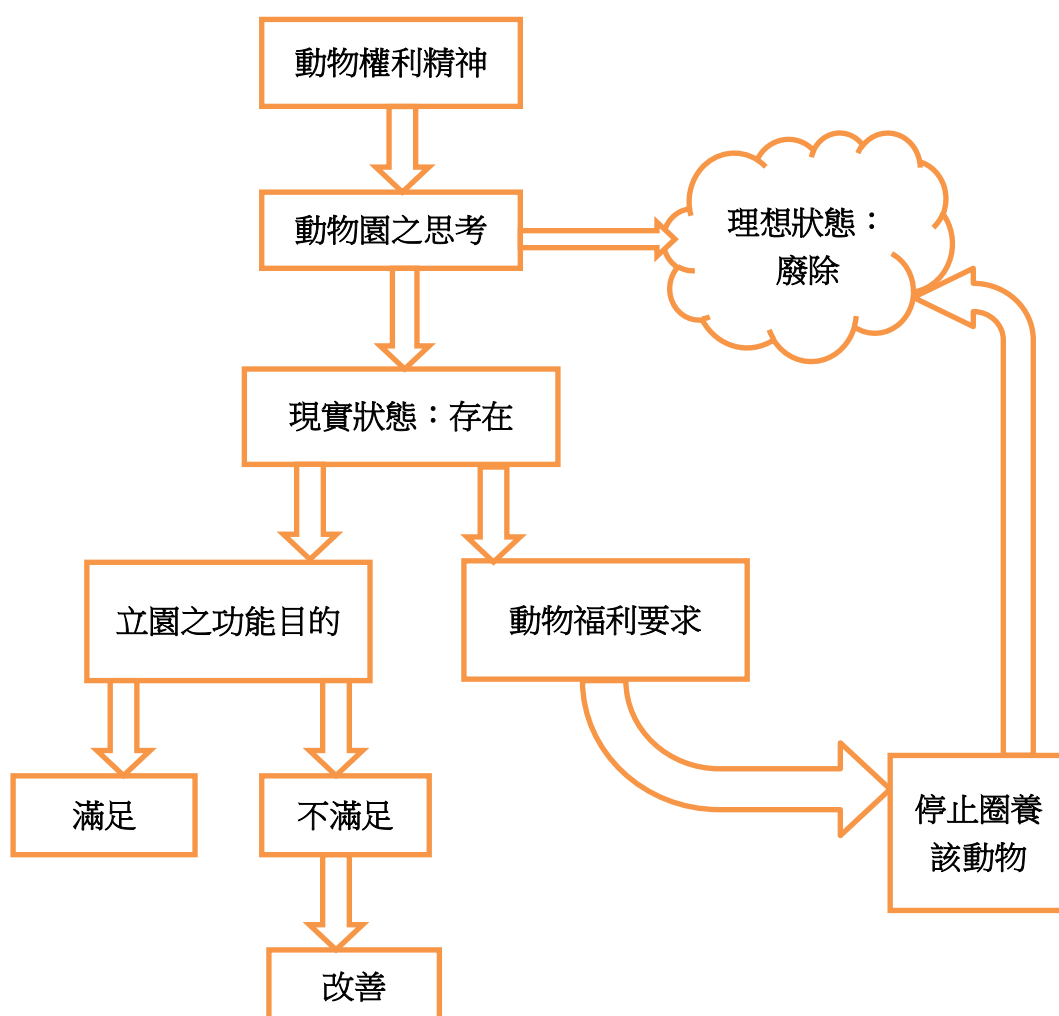 動物權利精神
動物園之思考
理想狀態：
廢除
現實狀態：存在
立園之功能目的
動物福利要求
滿足
不滿足
停止圈養
該動物
改善